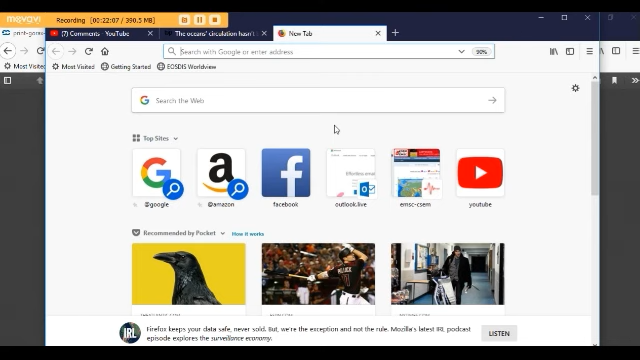 movavi Recording 00:22:07 / 390.5 MB
print-gorau
(7) Comments - YouTube
The oceans' circulation hasn't
New Tab
Search with Google or enter address
90%
Most Visited
Most Visited
Getting Started
EOSDIS Worldview
Search the Web
Top Sites
@google
@amazon
facebook
outlook.live
emsc-csem
youtube
Recommended by Pocket
How it works
IRL
Firefox keeps your data safe, never sold. But, we're the exception and not the rule. Mozilla's latest IRL podcast
episode explores the surveillance economy.
LISTEN